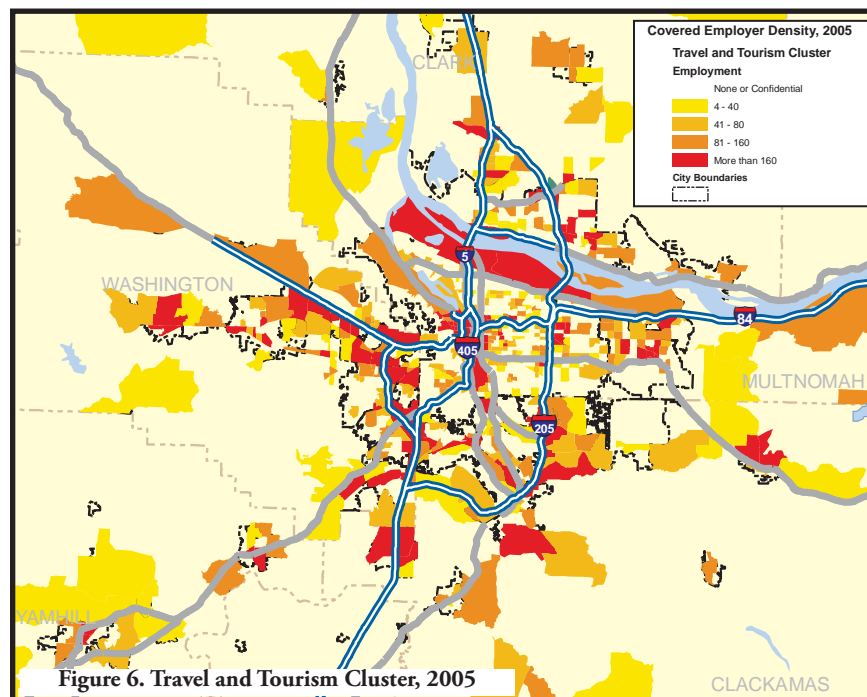 Covered Employer Density, 2005
Travel and Tourism Cluster
Employment
None or Confidential
4 - 40
41 - 80
81 - 160
More than 160
City Boundaries
CLARK
WASHINGTON
5
84
405
MULTNOMAH
205
YAMHILL
CLACKAMAS
Figure 6. Travel and Tourism Cluster, 2005